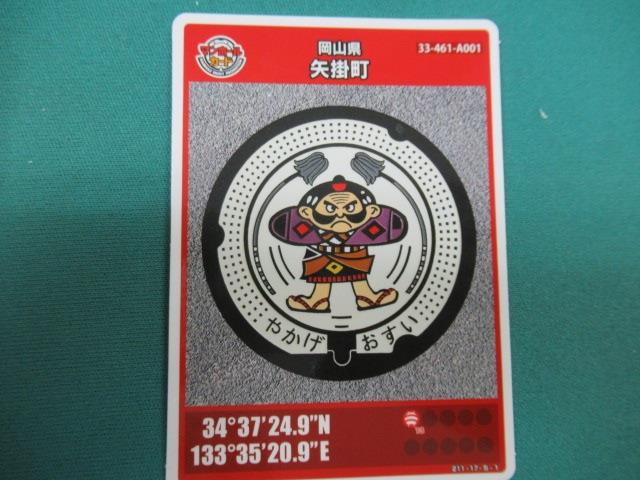 マンホール
カード
岡山県
矢掛町
33-461-A001
やかげ おすい
34°37'24.9"N
133°35'20.9"E